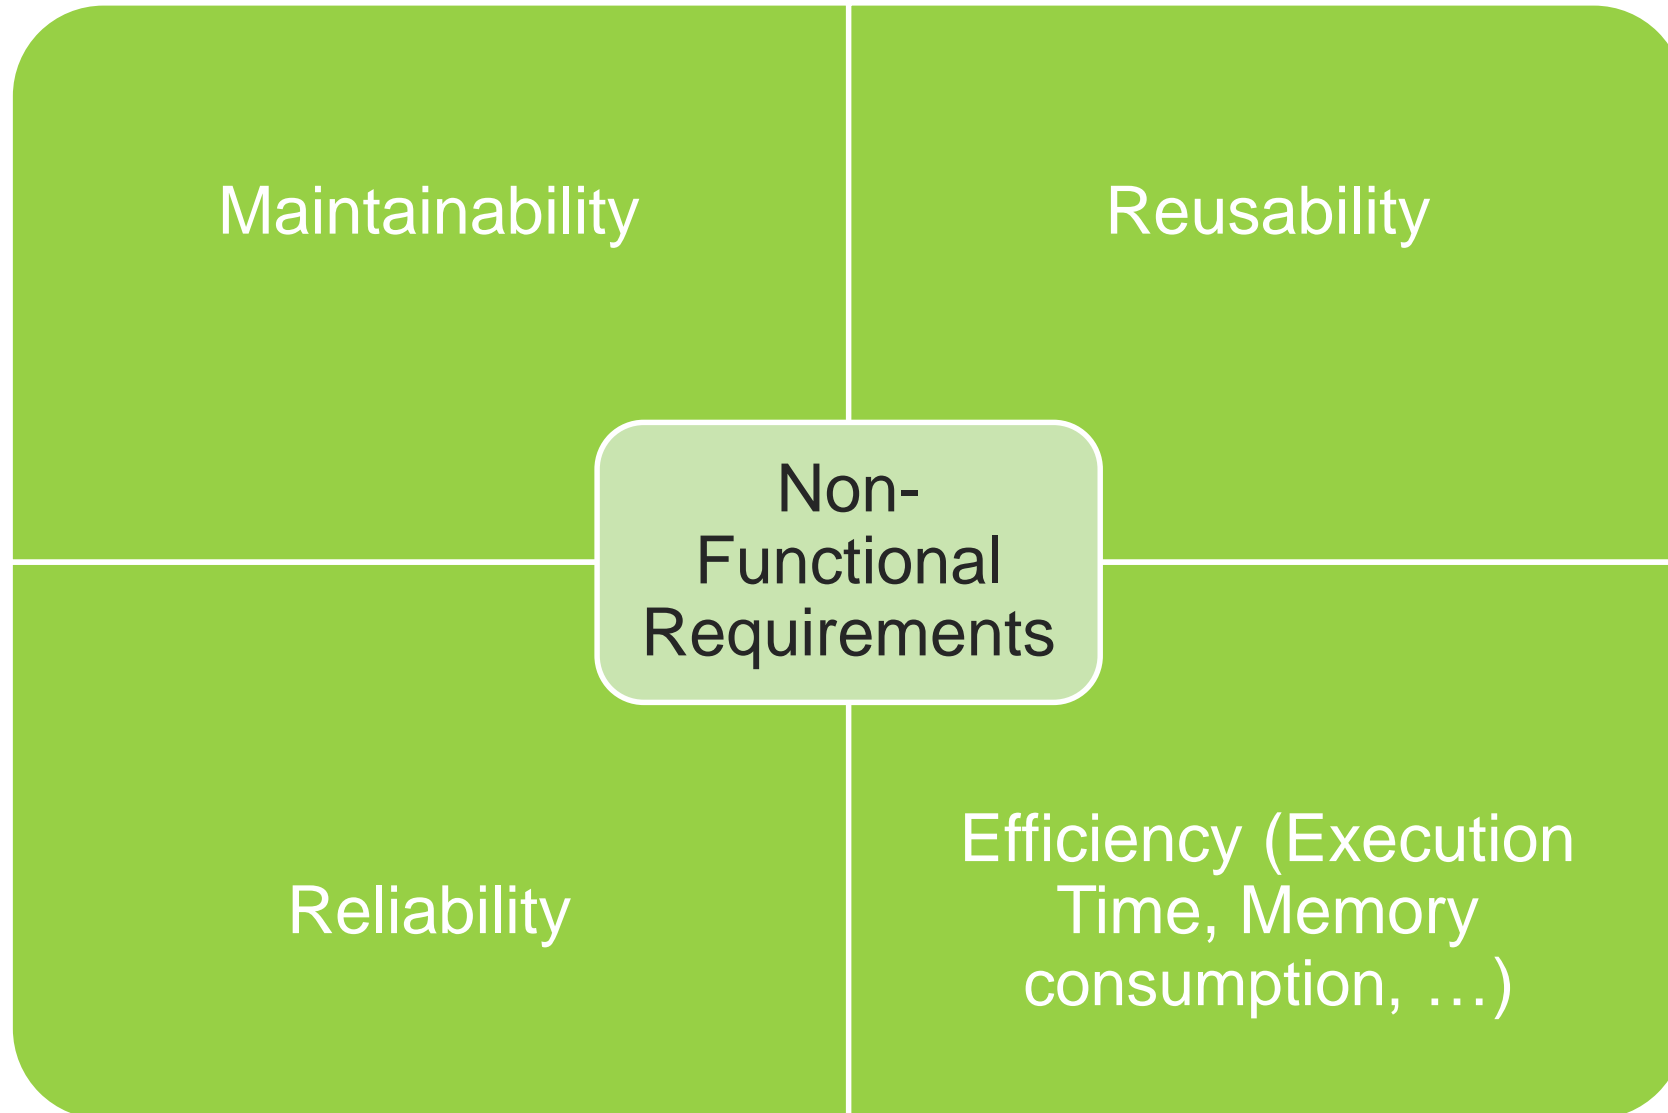 Maintainability
Reusability
Non-
Functional
Requirements
Reliability
Efficiency (Execution
Time, Memory
consumption, …)